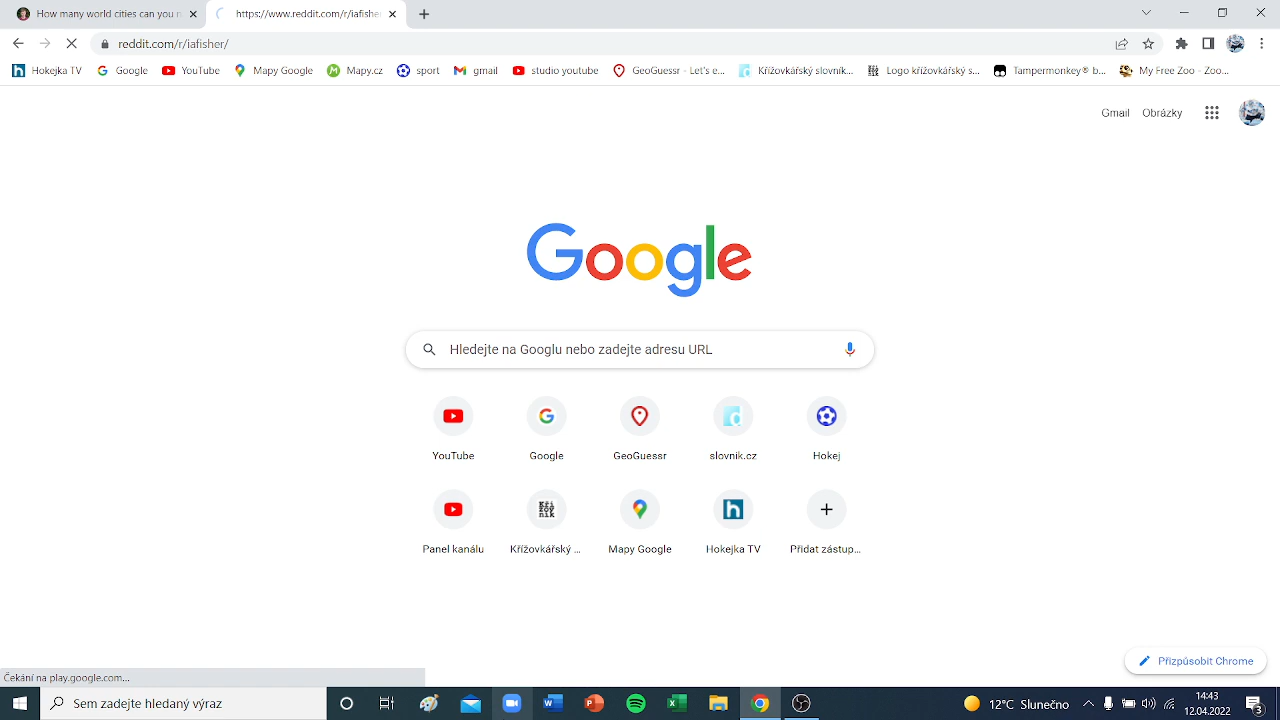 How many world cities can you n
https://www.reddit.com/r/iafishe
reddit.com/r/iafisher/
Hokejka TV
Google
YouTube
Mapy Google
Mapy.cz
sport
gmail
studio youtube
GeoGuessr - Let's e...
Křížovkářský slovník...
Logo křížovkářský s...
Tampermonkey® b...
My Free Zoo - Zoo...
Gmail
Obrázky
Google
Hledejte na Googlu nebo zadejte adresu URL
YouTube
Google
GeoGuessr
slovnik.cz
Hokej
Panel kanálu
Křížovkářský ...
Mapy Google
Hokejka TV
Přidat zástup...
Přizpůsobit Chrome
Čekání na play.google.com...
Sem zadejte hledaný výraz
12°C Slunečno
14:43
12.04.2022